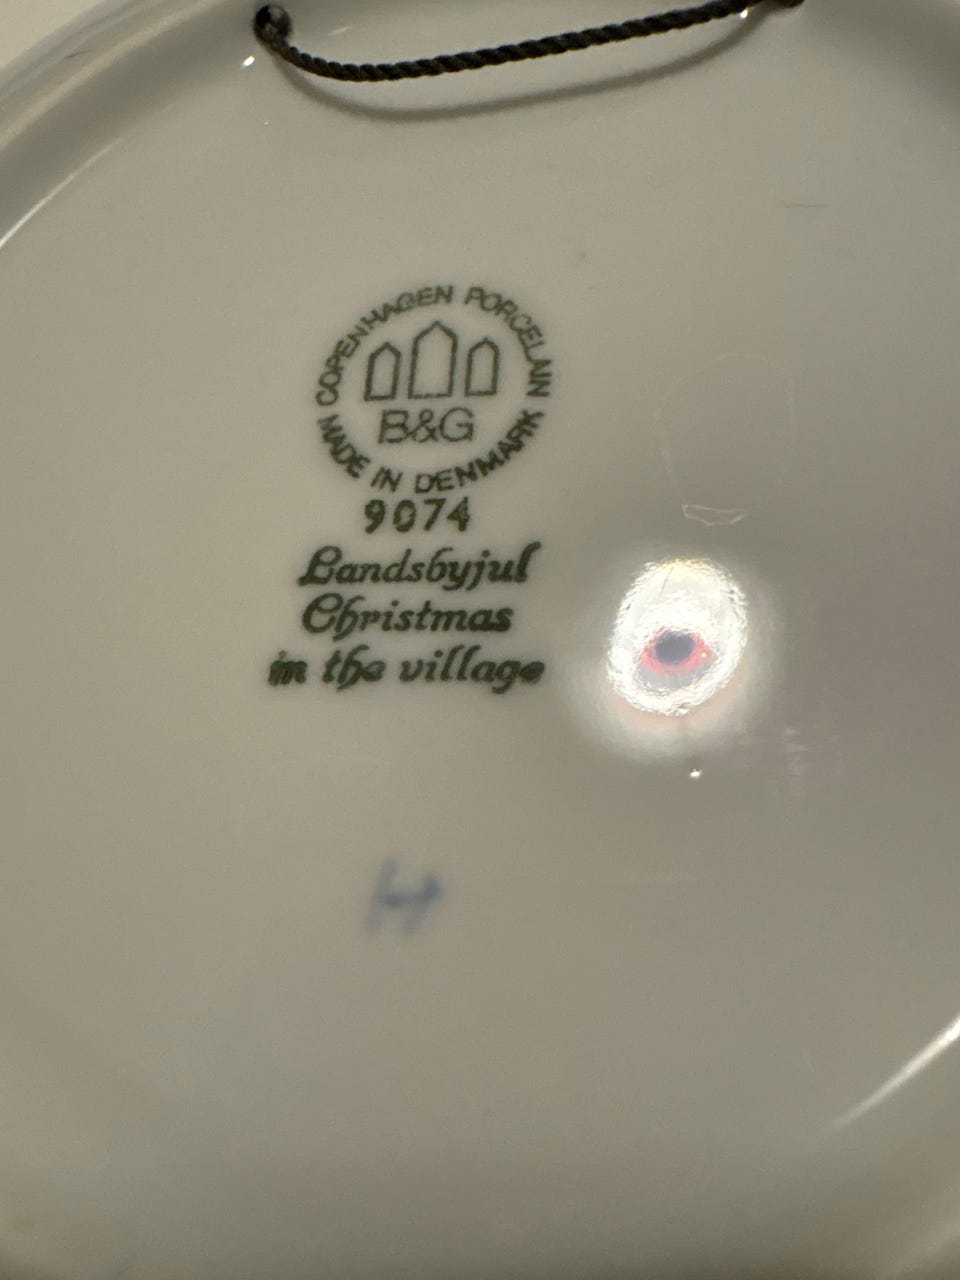 COPENHAGEN PORCELAIN
B&G
MADE IN DENMARK
9074
Landsbyjul
Christmas
in the village
H